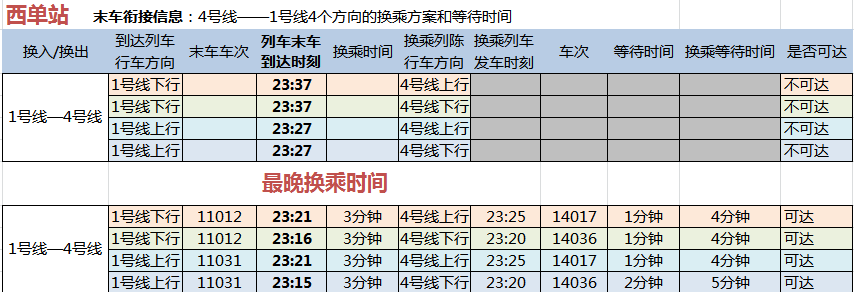 西单站 末车衔接信息：4号线——1号线4个方向的换乘方案和等待时间
换入/换出 到达列车行车方向 末车车次 列车末车到达时刻 换乘时间 换乘列陈行车方向 换乘列车发车时刻 车次 等待时间 换乘等待时间 是否可达
1号线—4号线
1号线下行 23:37 4号线上行 不可达
1号线下行 23:37 4号线下行 不可达
1号线上行 23:27 4号线上行 不可达
1号线上行 23:27 4号线下行 不可达
最晚换乘时间
1号线—4号线
1号线下行 11012 23:21 3分钟 4号线上行 23:25 14017 1分钟 4分钟 可达
1号线下行 11012 23:16 3分钟 4号线下行 23:20 14036 1分钟 4分钟 可达
1号线上行 11031 23:21 3分钟 4号线上行 23:25 14017 1分钟 4分钟 可达
1号线上行 11031 23:15 3分钟 4号线下行 23:20 14036 2分钟 5分钟 可达